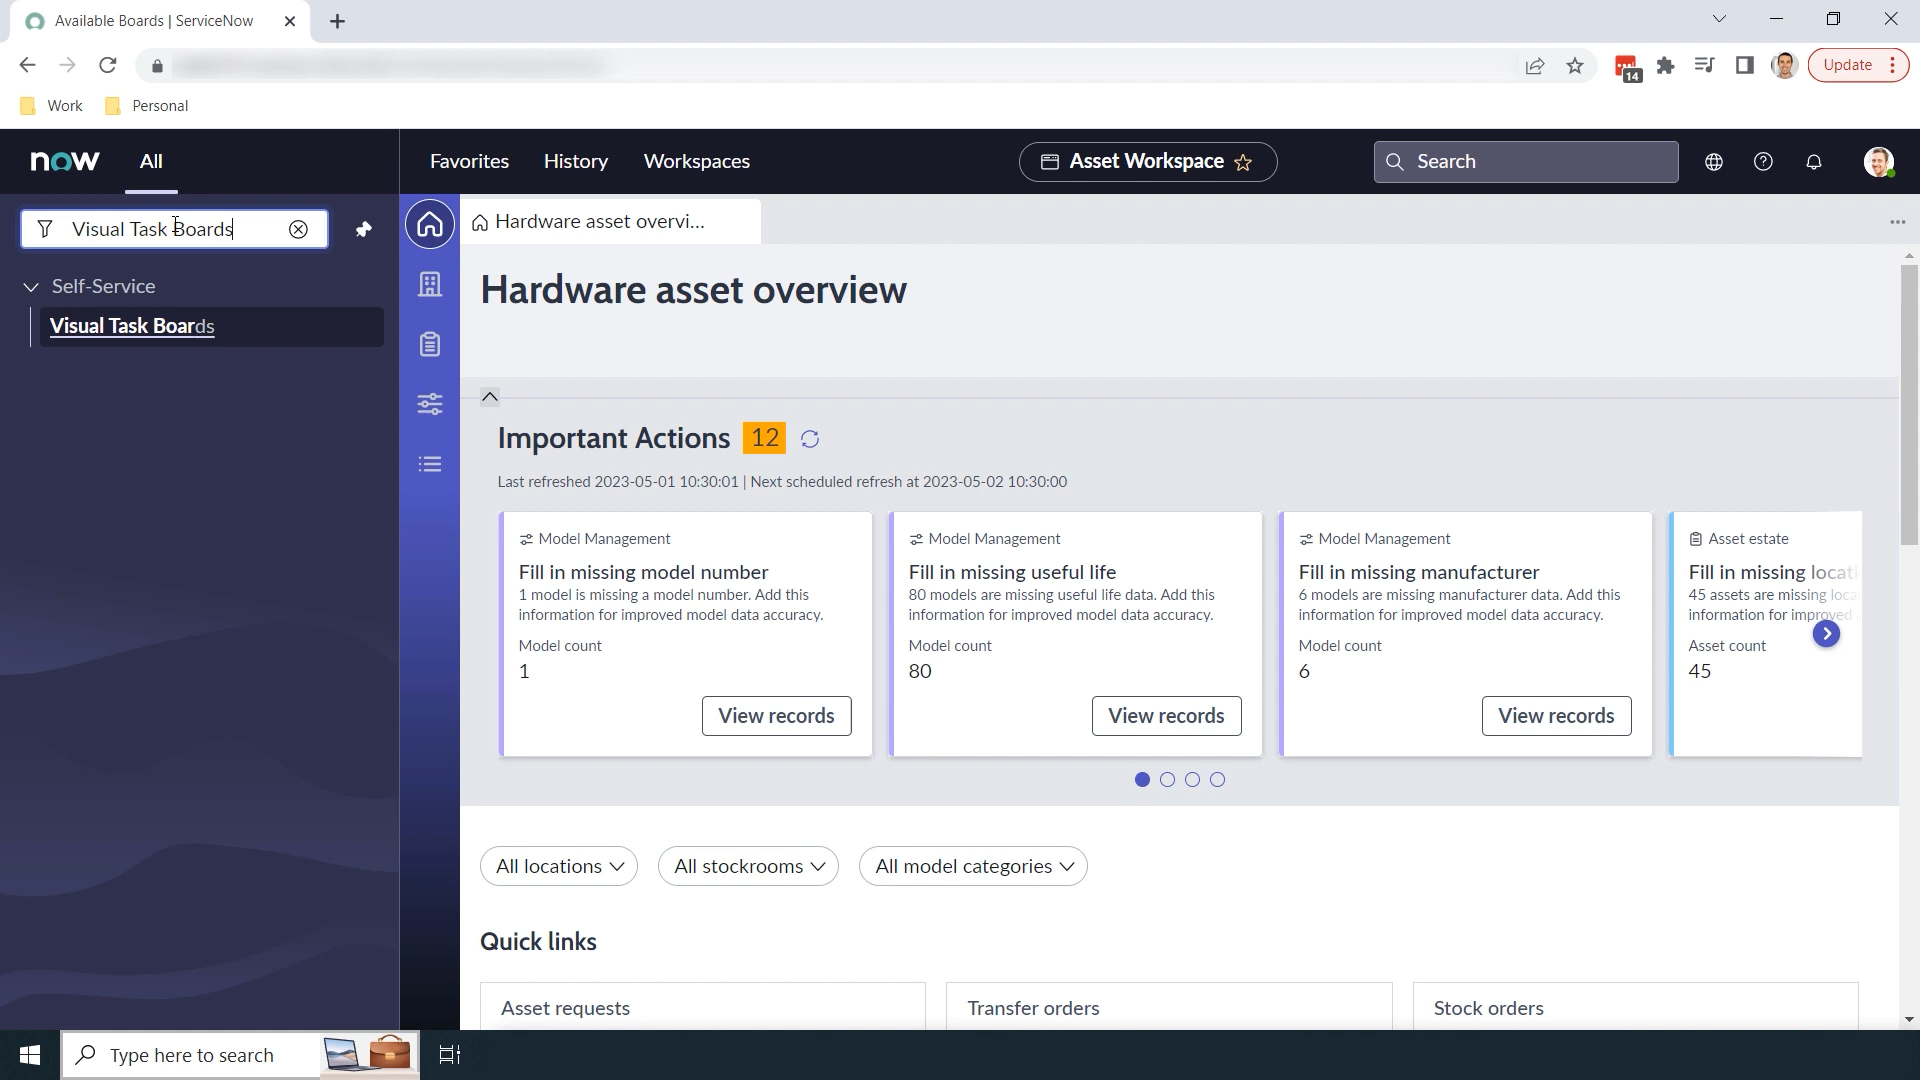 Available Boards | ServiceNow
14
Update
Work
Personal
now
All
Favorites
History
Workspaces
Asset Workspace
Search
Visual Task Boards
Self-Service
Visual Task Boards
Hardware asset overvi...
Hardware asset overview
Important Actions 12
Last refreshed 2023-05-01 10:30:01 | Next scheduled refresh at 2023-05-02 10:30:00
Model Management
Fill in missing model number
1 model is missing a model number. Add this
information for improved model data accuracy.
Model count
1
View records
Model Management
Fill in missing useful life
80 models are missing useful life data. Add this
information for improved model data accuracy.
Model count
80
View records
Model Management
Fill in missing manufacturer
6 models are missing manufacturer data. Add this
information for improved model data accuracy.
Model count
6
View records
Asset estate
Fill in missing locati
45 assets are missing loca
information for improved
Asset count
45
All locations
All stockrooms
All model categories
Quick links
Asset requests
Transfer orders
Stock orders
Type here to search